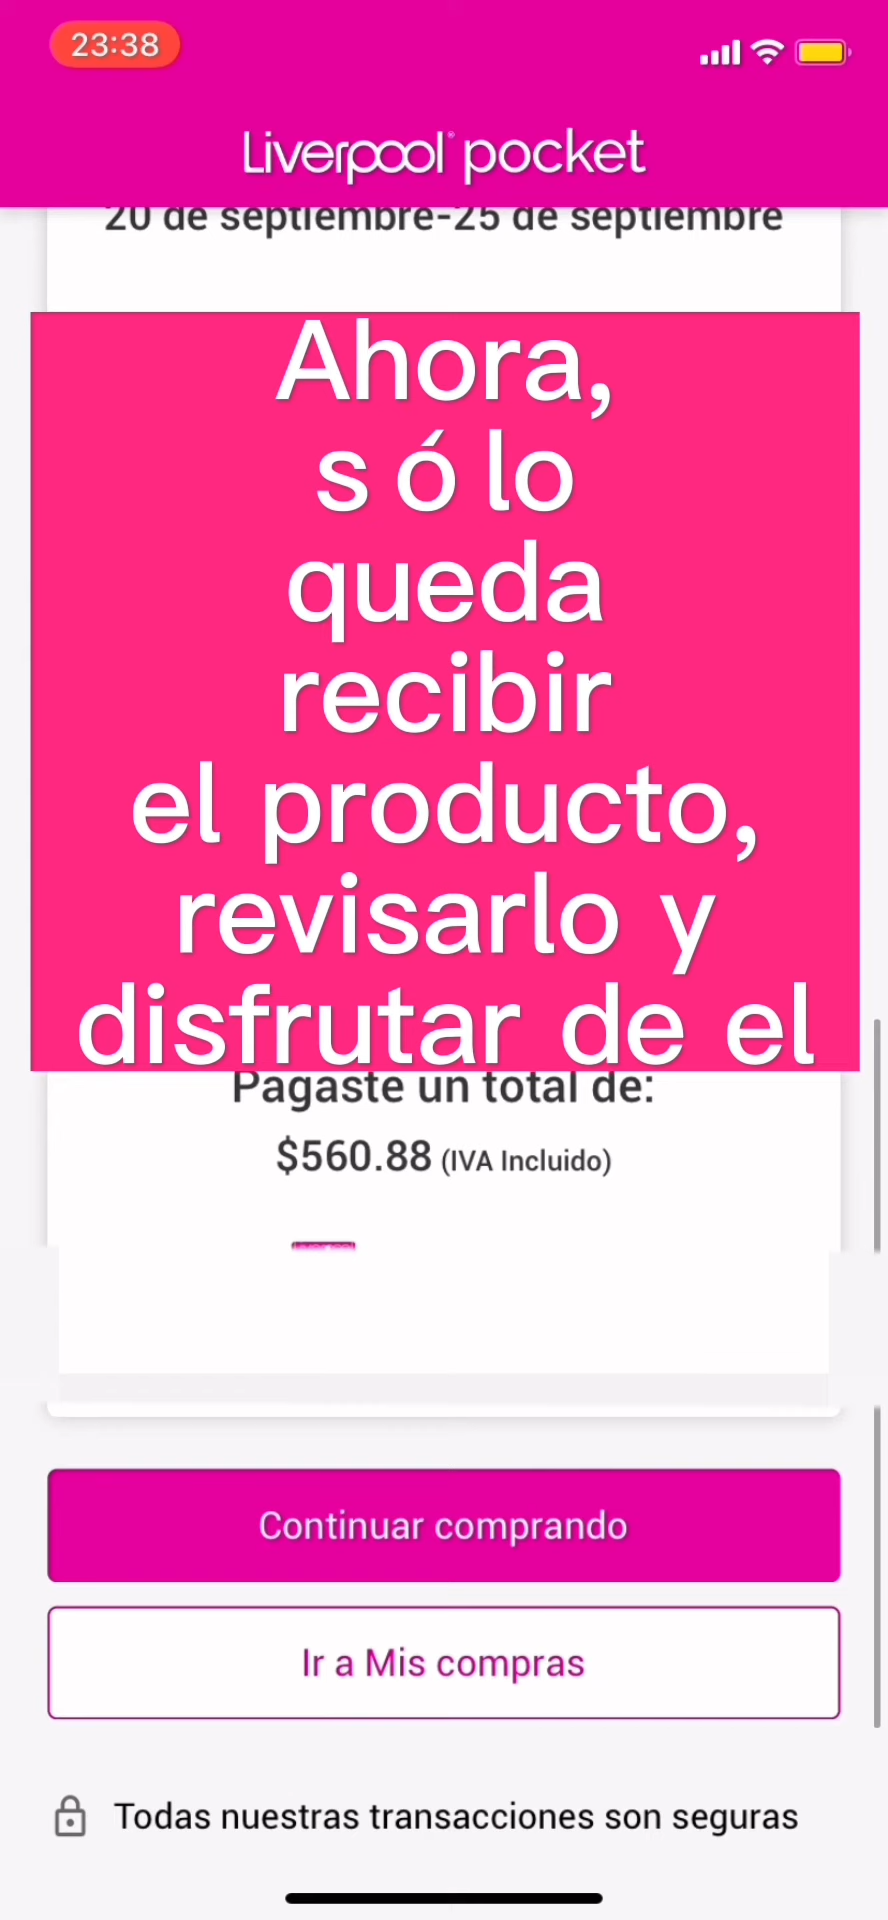 23:38
Liverpool pocket
20 de septiembre-25 de septiembre
Ahora,
s ó lo
queda
recibir
el producto,
revisarlo y
disfrutar de el
Pagaste un total de:
$560.88 (IVA Incluido)
Continuar comprando
Ir a Mis compras
Todas nuestras transacciones son seguras